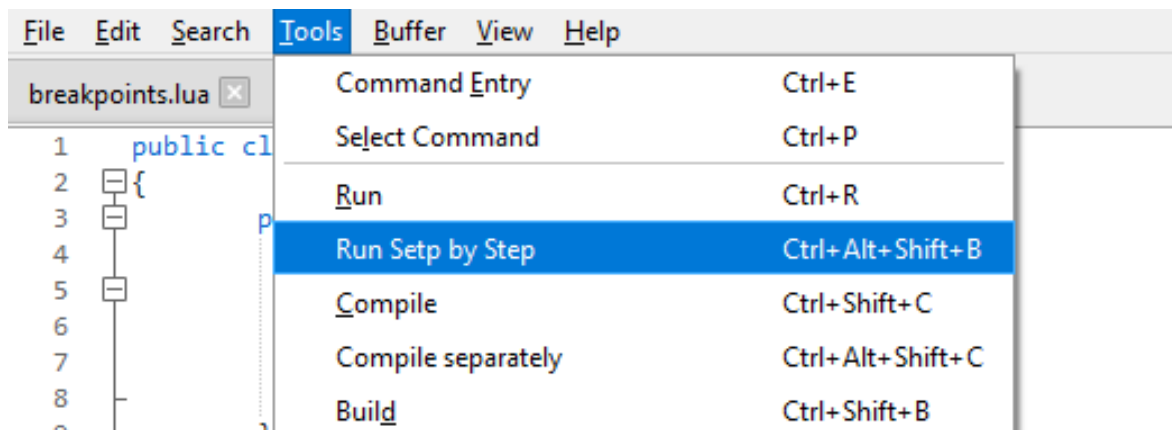 File Edit Search Tools Buffer View Help
breakpoints.lua
Command Entry Ctrl+E
Select Command Ctrl+P
Run Ctrl+R
Run Setp by Step Ctrl+Alt+Shift+B
Compile Ctrl+Shift+C
Compile separately Ctrl+Alt+Shift+C
Build Ctrl+Shift+B
1 public cl
2 {
3 p
4
5
6
7
8